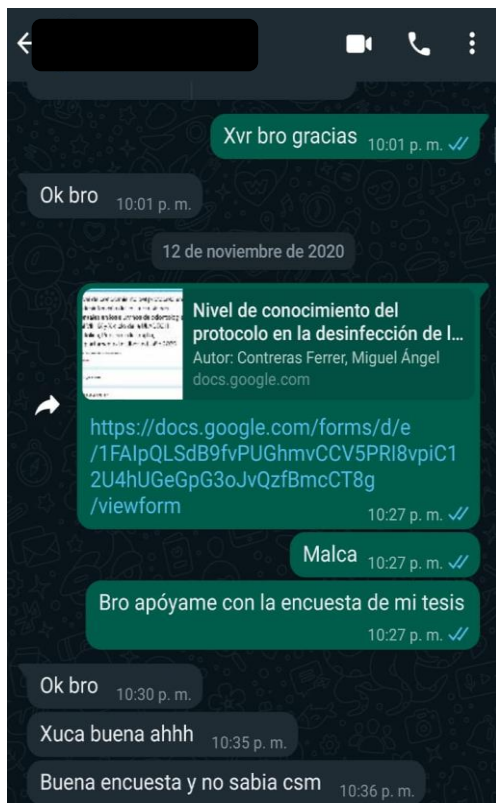 Xvr bro gracias 10:01 p. m.
Ok bro 10:01 p. m.
12 de noviembre de 2020
Nivel de conocimiento del
protocolo en la desinfección de l...
Autor: Contreras Ferrer, Miguel Ángel
docs.google.com
https://docs.google.com/forms/d/e
/1FAIpQLSdB9fvPUGhmvCCV5PRI8vpiC1
2U4hUGeGpG3oJvQzfBmcCT8g
/viewform
10:27 p. m.
Malca 10:27 p. m.
Bro apóyame con la encuesta de mi tesis
10:27 p. m.
Ok bro 10:30 p. m.
Xuca buena ahhh 10:35 p. m.
Buena encuesta y no sabia csm 10:36 p. m.